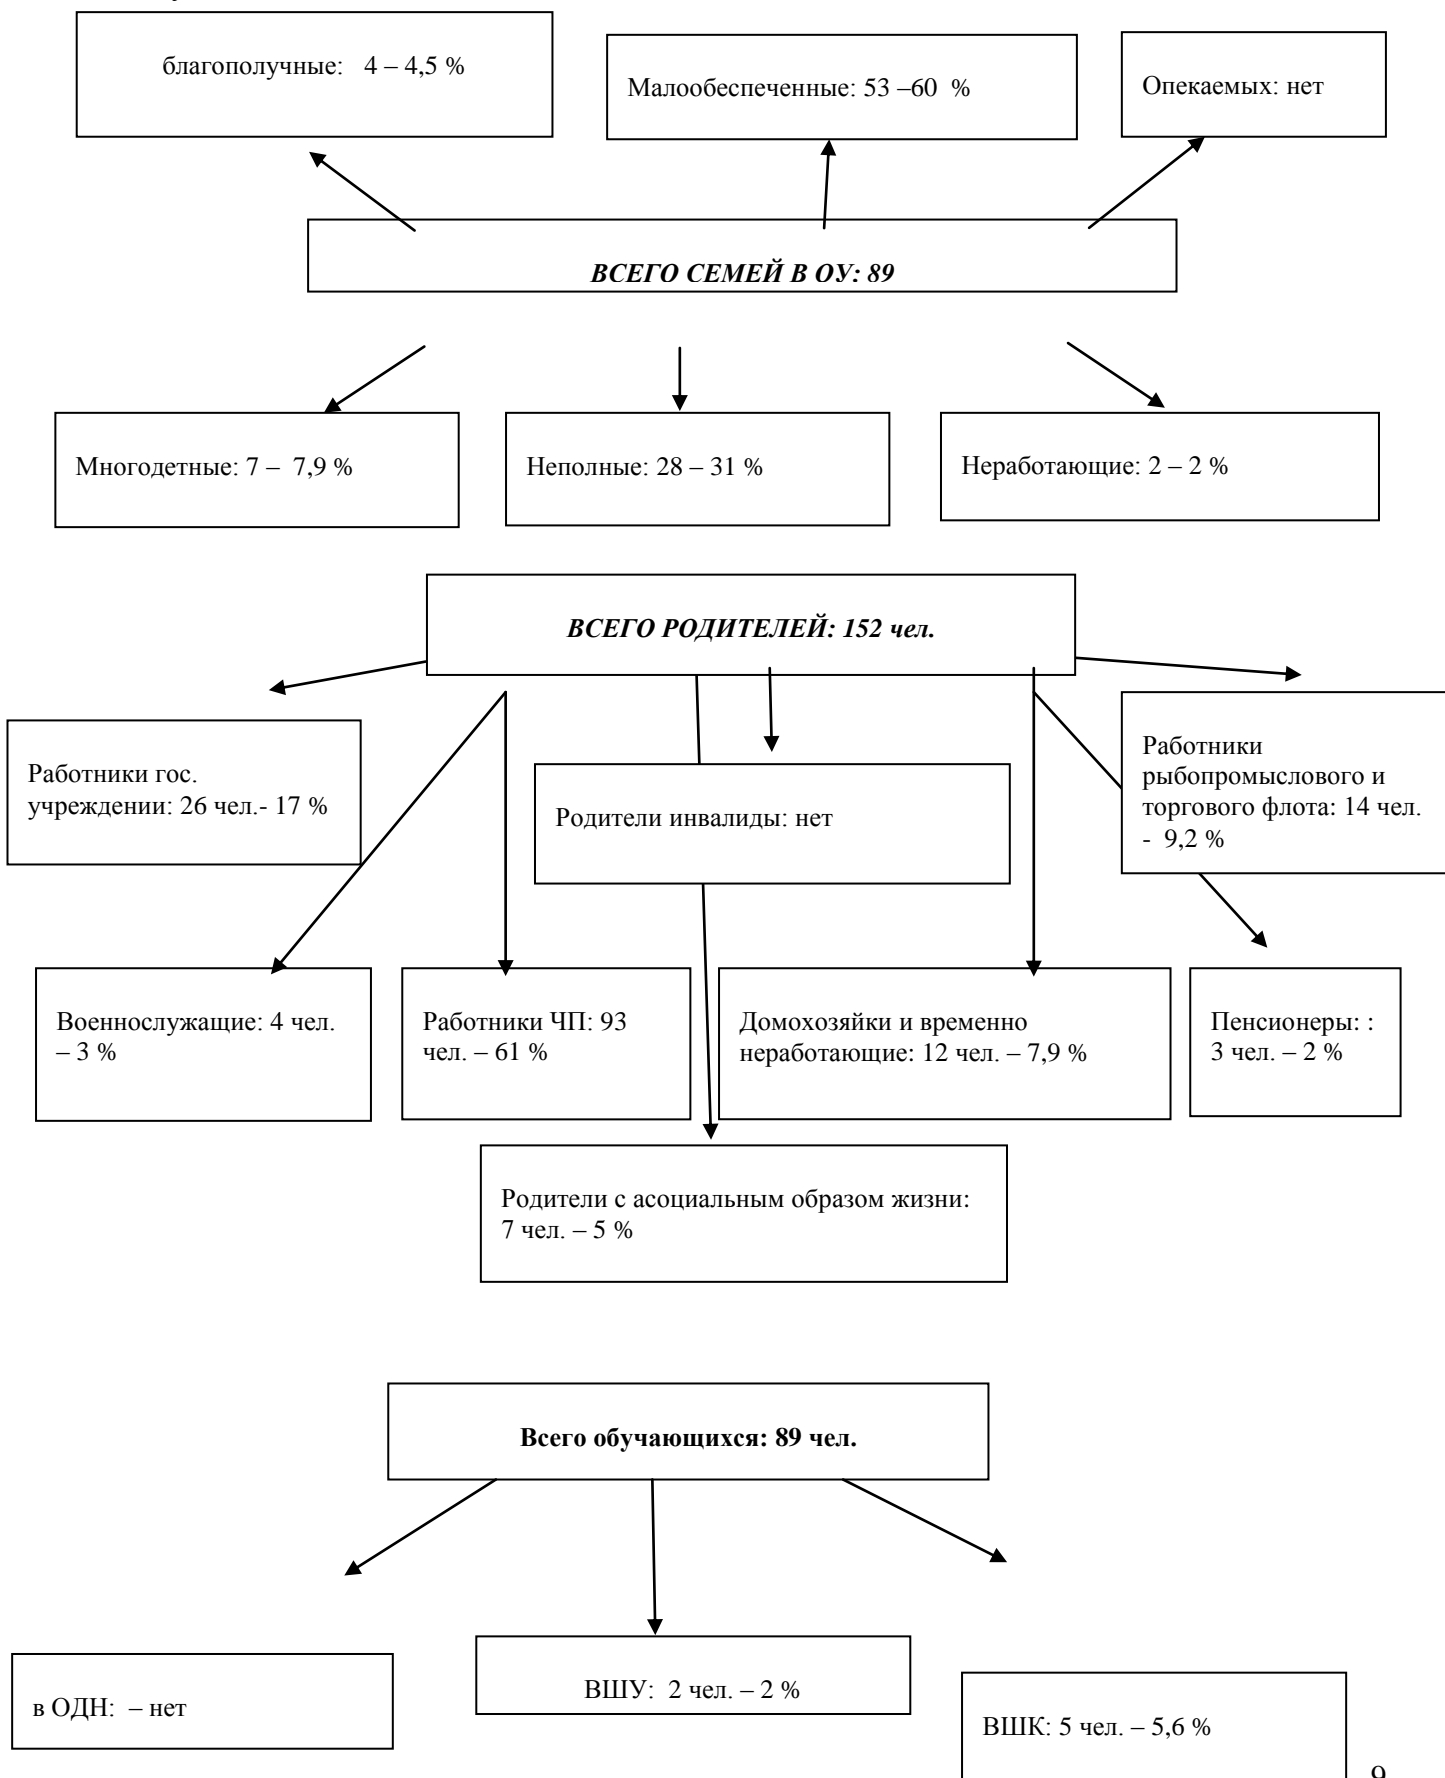 благополучные: 4 – 4,5 %
Малообеспеченные: 53 –60 %
Опекаемых: нет
ВСЕГО СЕМЕЙ В ОУ: 89
Многодетные: 7 – 7,9 %
Неполные: 28 – 31 %
Неработающие: 2 – 2 %
ВСЕГО РОДИТЕЛЕЙ: 152 чел.
Работники гос.
учреждении: 26 чел.- 17 %
Родители инвалиды: нет
Работники
рыбопромыслового и
торгового флота: 14 чел.
- 9,2 %
Военнослужащие: 4 чел.
– 3 %
Работники ЧП: 93
чел. – 61 %
Домохозяйки и временно
неработающие: 12 чел. – 7,9 %
Пенсионеры: :
3 чел. – 2 %
Родители с асоциальным образом жизни:
7 чел. – 5 %
Всего обучающихся: 89 чел.
в ОДН: – нет
ВШУ: 2 чел. – 2 %
ВШК: 5 чел. – 5,6 %
9